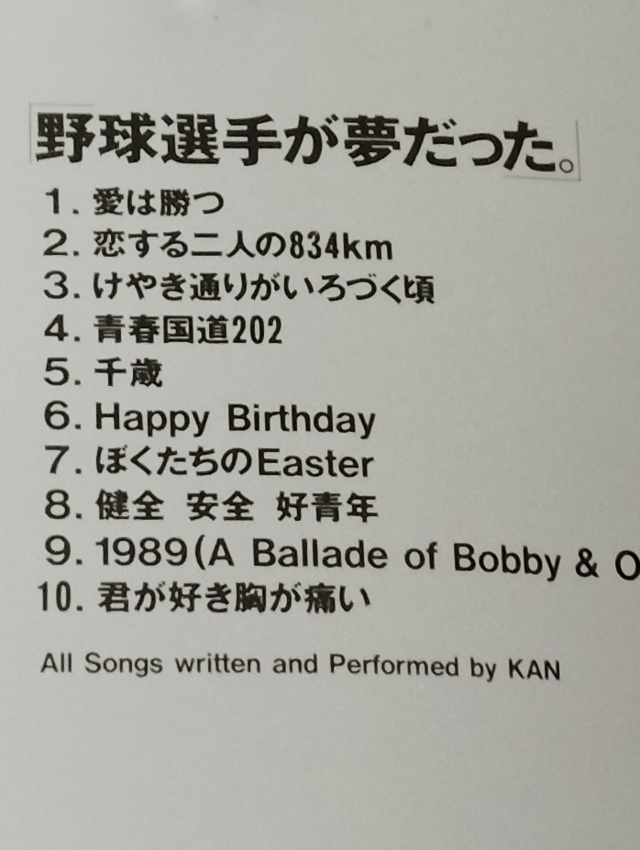 「野球選手が夢だった。」
1. 愛は勝つ
2. 恋する二人の834km
3. けやき通りがいろづく頃
4. 青春国道202
5. 千歳
6. Happy Birthday
7. ぼくたちのEaster
8. 健全 安全 好青年
9. 1989(A Ballade of Bobby & O
10. 君が好き胸が痛い
All Songs written and Performed by KAN